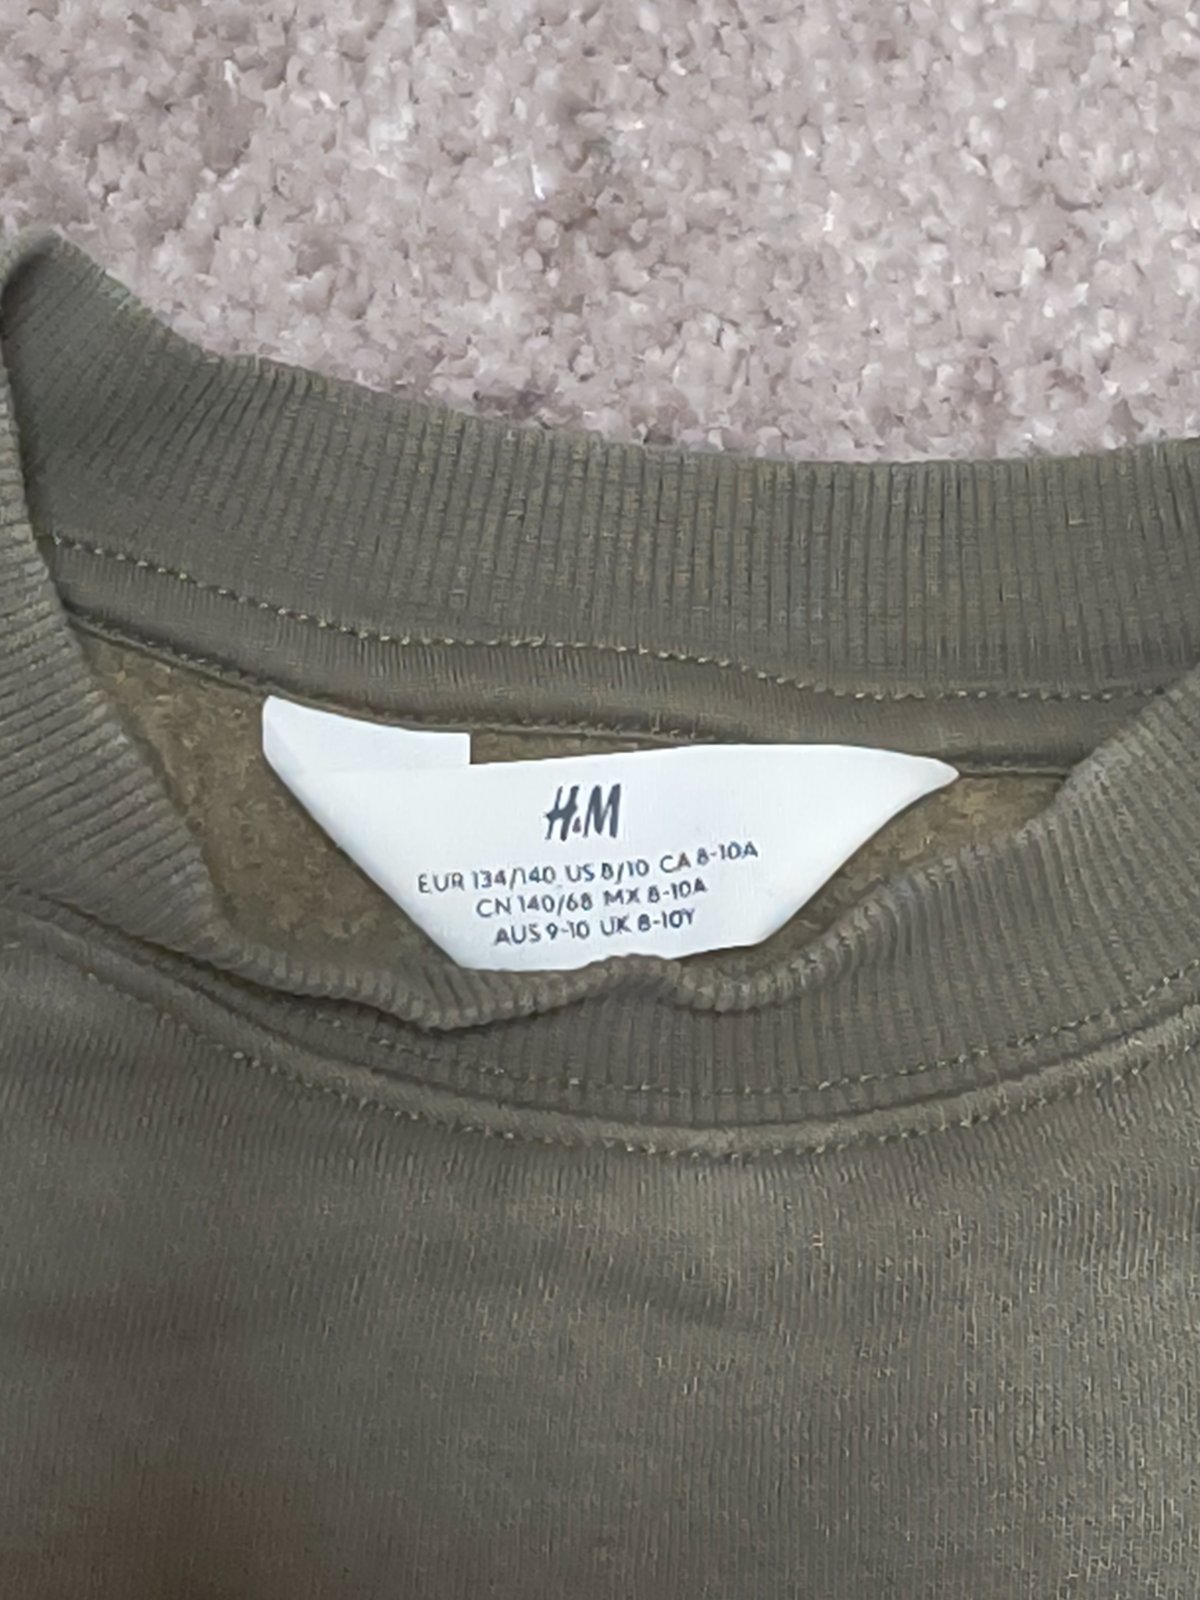 H&M
EUR 134/140 US 8/10 CA 8-10A
CN 140/68 MX 8-10A
AUS 9-10 UK 8-10Y